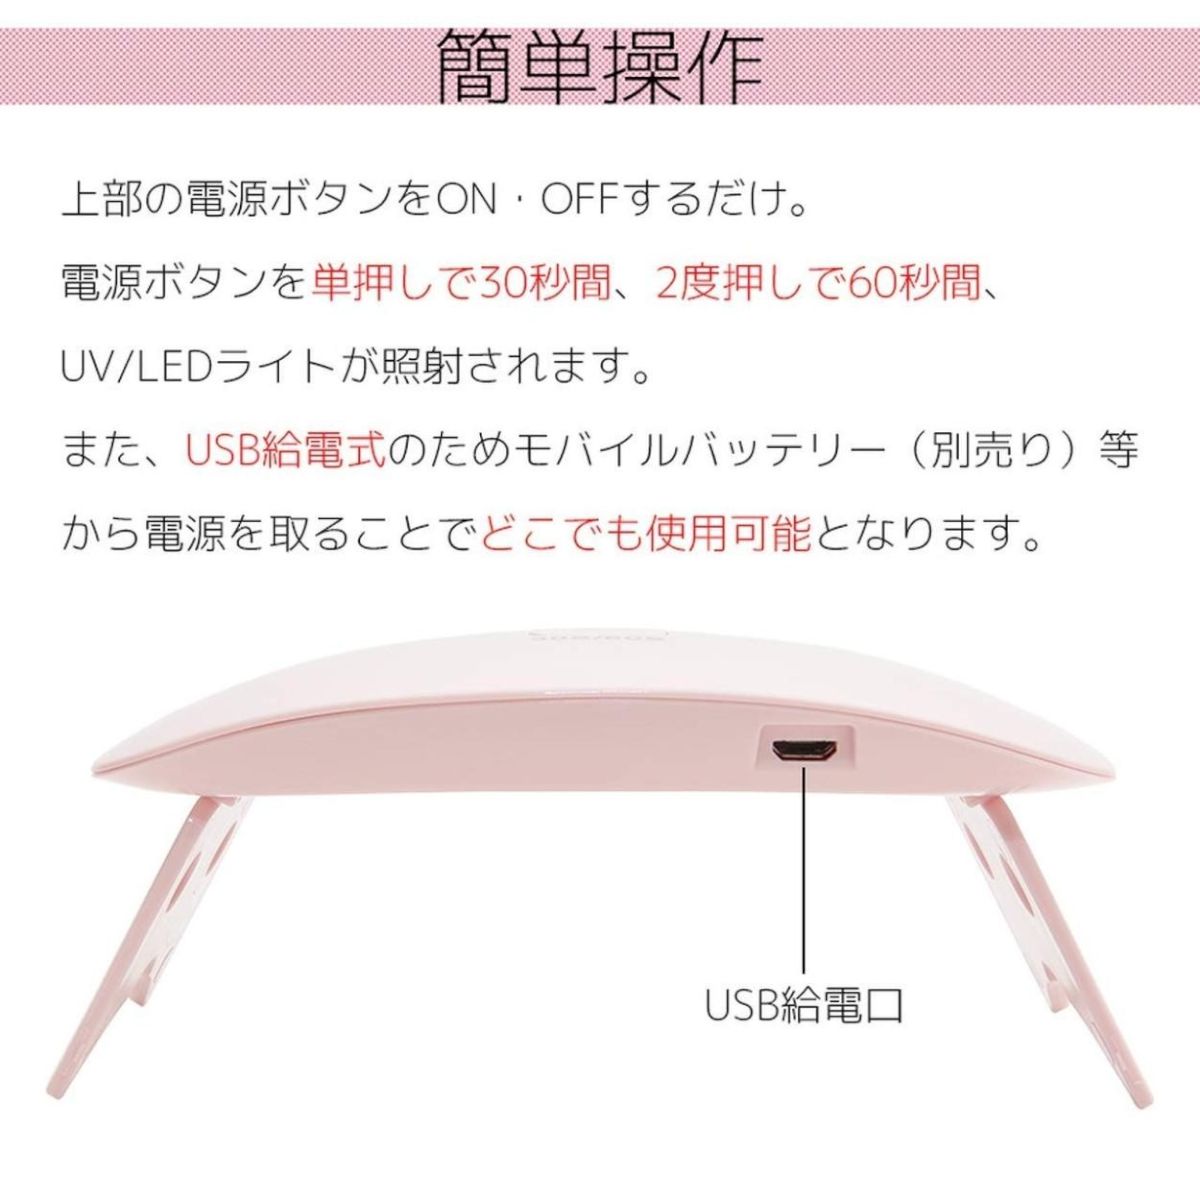 簡単操作
上部の電源ボタンをON・OFFするだけ。
電源ボタンを単押しで30秒間、2度押しで60秒間、
UV/LEDライトが照射されます。
また、USB給電式のためモバイルバッテリー（別売り）等
から電源を取ることでどこでも使用可能となります。
USB給電口